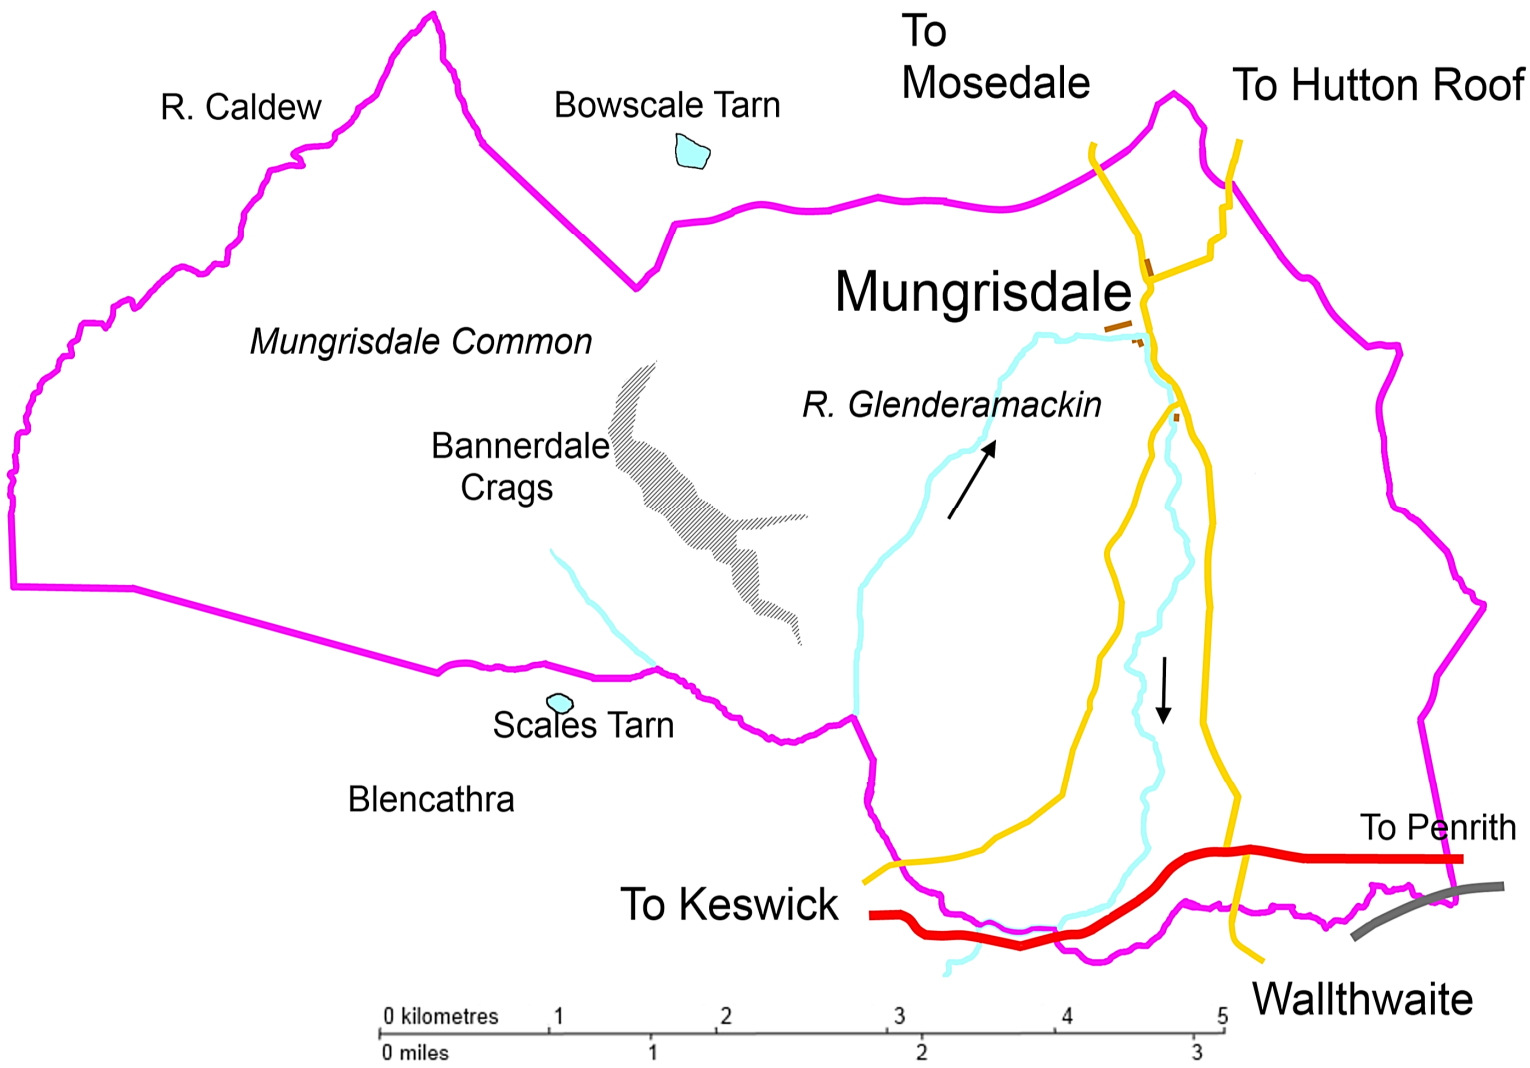 To
Mosedale
To Hutton Roof
R. Caldew
Bowscale Tarn
Mungrisdale
Mungrisdale Common
R. Glenderamackin
Bannerdale
Crags
Scales Tarn
Blencathra
To Penrith
To Keswick
Wallthwaite
0 kilometres 1 2 3 4 5
0 miles 1 2 3